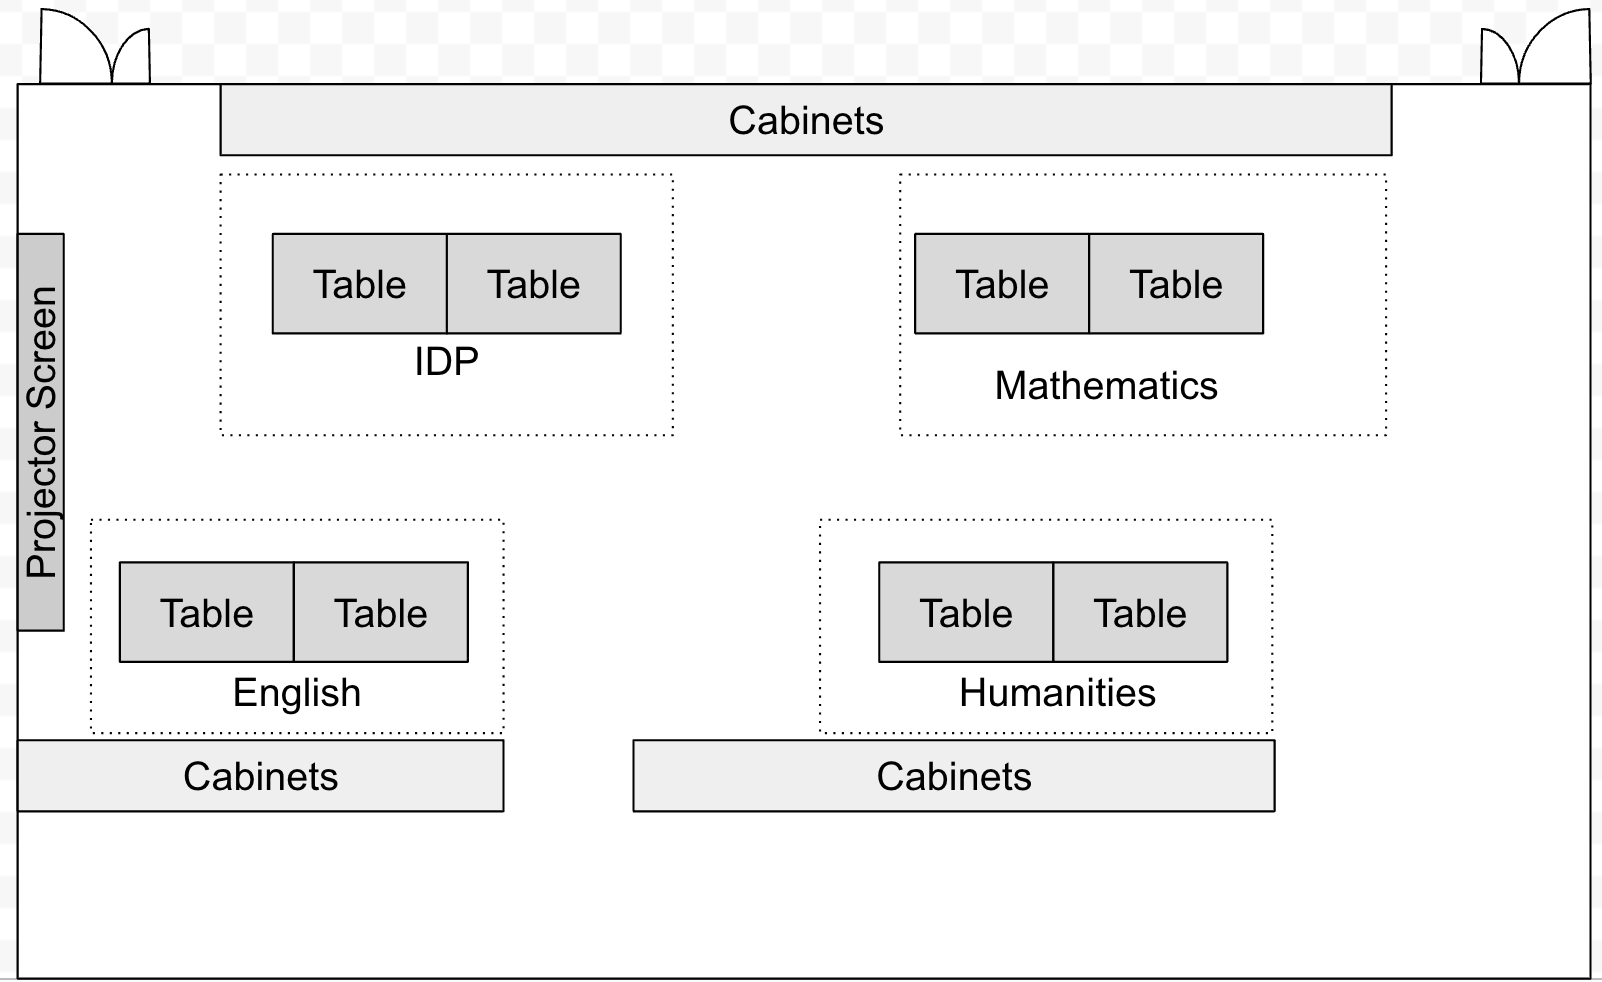 Cabinets
Projector Screen
Table Table
IDP
Table Table
Mathematics
Table Table
English
Table Table
Humanities
Cabinets
Cabinets